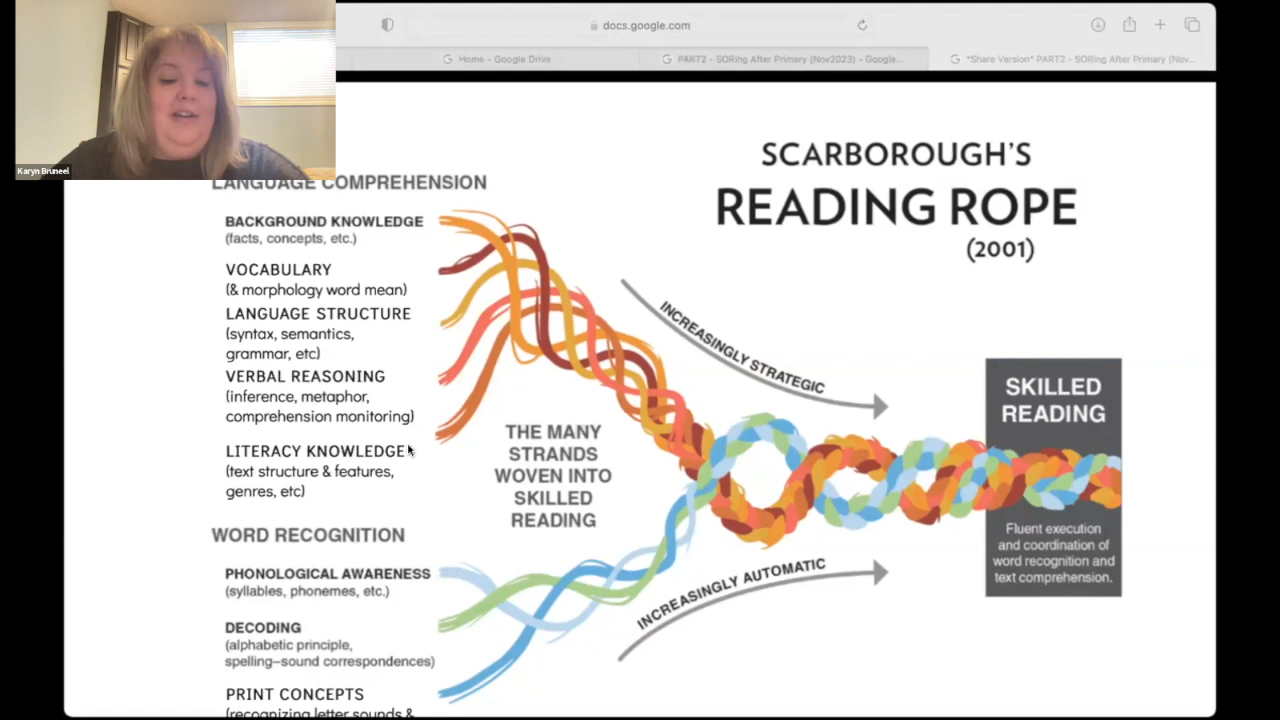 docs.google.com
Home - Google Drive
PART2 - SORing After Primary (Nov2023) - Google...
*Share Version* PART2 - SORing After Primary (Nov...
Karyn Bruneel
SCARBOROUGH'S
READING ROPE
(2001)
LANGUAGE COMPREHENSION
BACKGROUND KNOWLEDGE
(facts, concepts, etc.)
VOCABULARY
(& morphology word mean)
LANGUAGE STRUCTURE
(syntax, semantics,
grammar, etc)
VERBAL REASONING
(inference, metaphor,
comprehension monitoring)
LITERACY KNOWLEDGE
(text structure & features,
genres, etc)
WORD RECOGNITION
PHONOLOGICAL AWARENESS
(syllables, phonemes, etc.)
DECODING
(alphabetic principle,
spelling–sound correspondences)
PRINT CONCEPTS
(recognizing letter sounds &
THE MANY
STRANDS
WOVEN INTO
SKILLED
READING
INCREASINGLY STRATEGIC
INCREASINGLY AUTOMATIC
SKILLED
READING
Fluent execution
and coordination of
word recognition and
text comprehension.